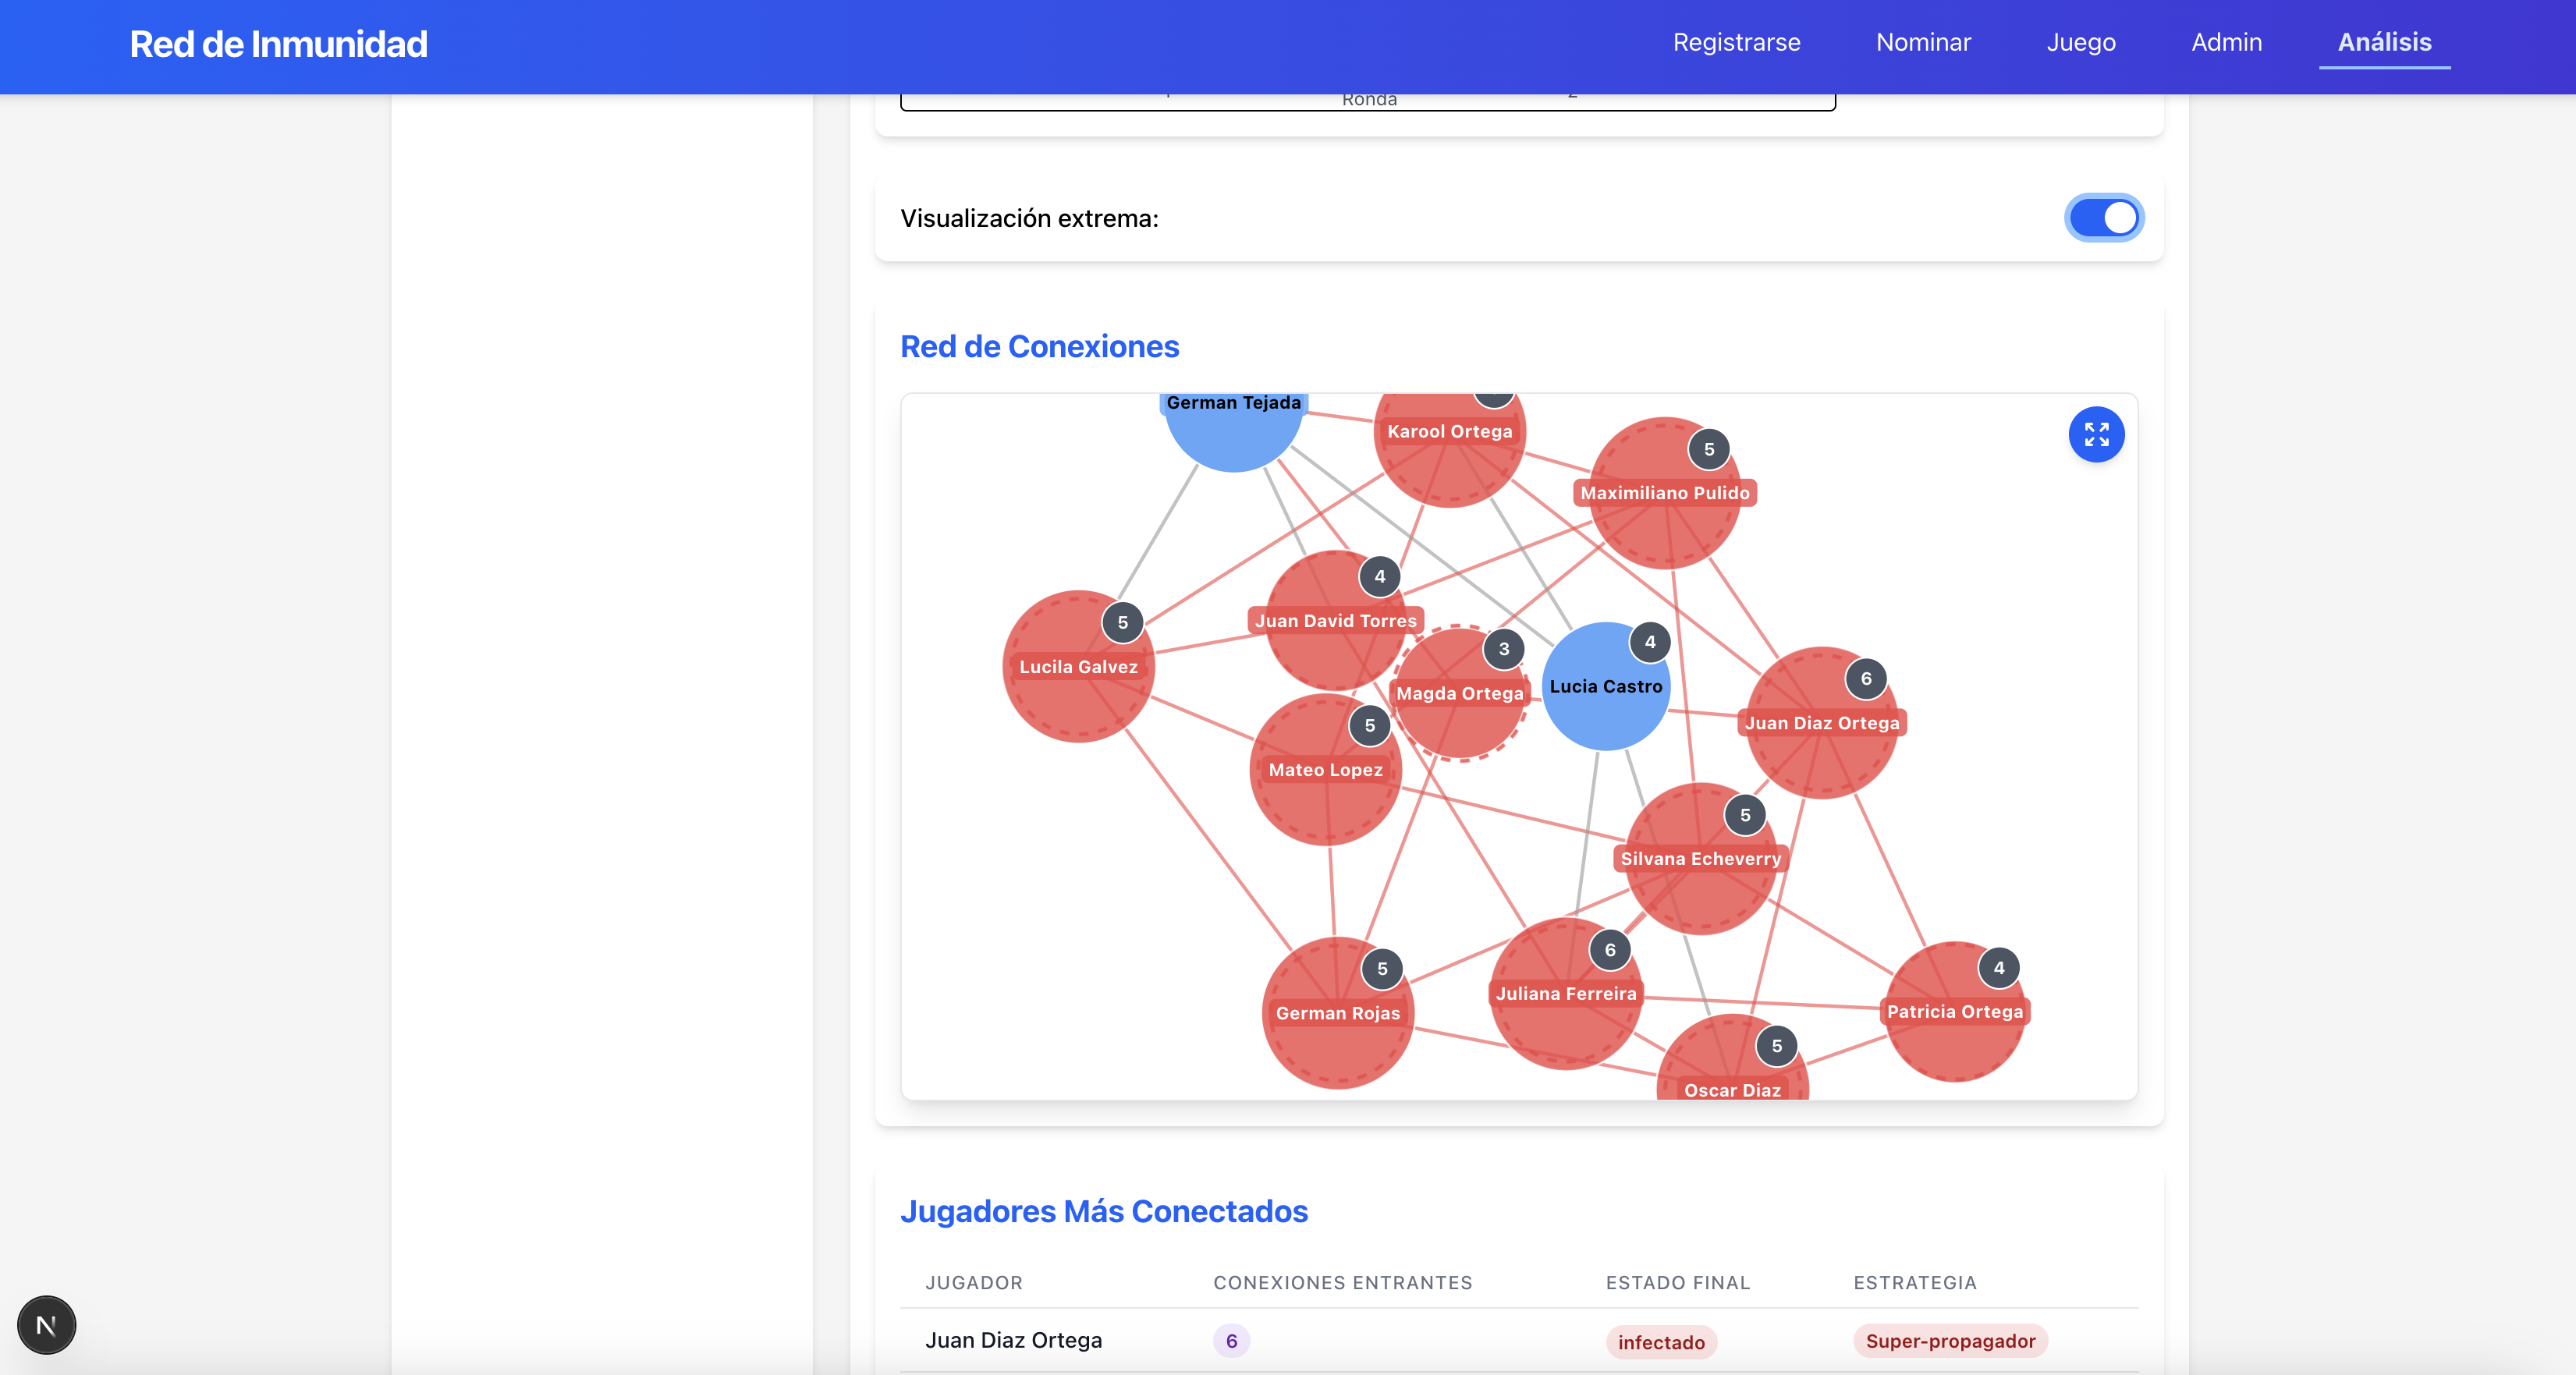 Red de Inmunidad
Registrarse
Nominar
Juego
Admin
Análisis
Ronda
Visualización extrema:
Red de Conexiones
German Tejada
Karool Ortega
5
Maximiliano Pulido
4
Juan David Torres
5
Lucila Galvez
3
Magda Ortega
4
Lucia Castro
6
Juan Diaz Ortega
5
Mateo Lopez
5
Silvana Echeverry
5
German Rojas
6
Juliana Ferreira
4
Patricia Ortega
5
Oscar Diaz
Jugadores Más Conectados
JUGADOR CONEXIONES ENTRANTES ESTADO FINAL ESTRATEGIA
Juan Diaz Ortega 6 infectado Super-propagador
N